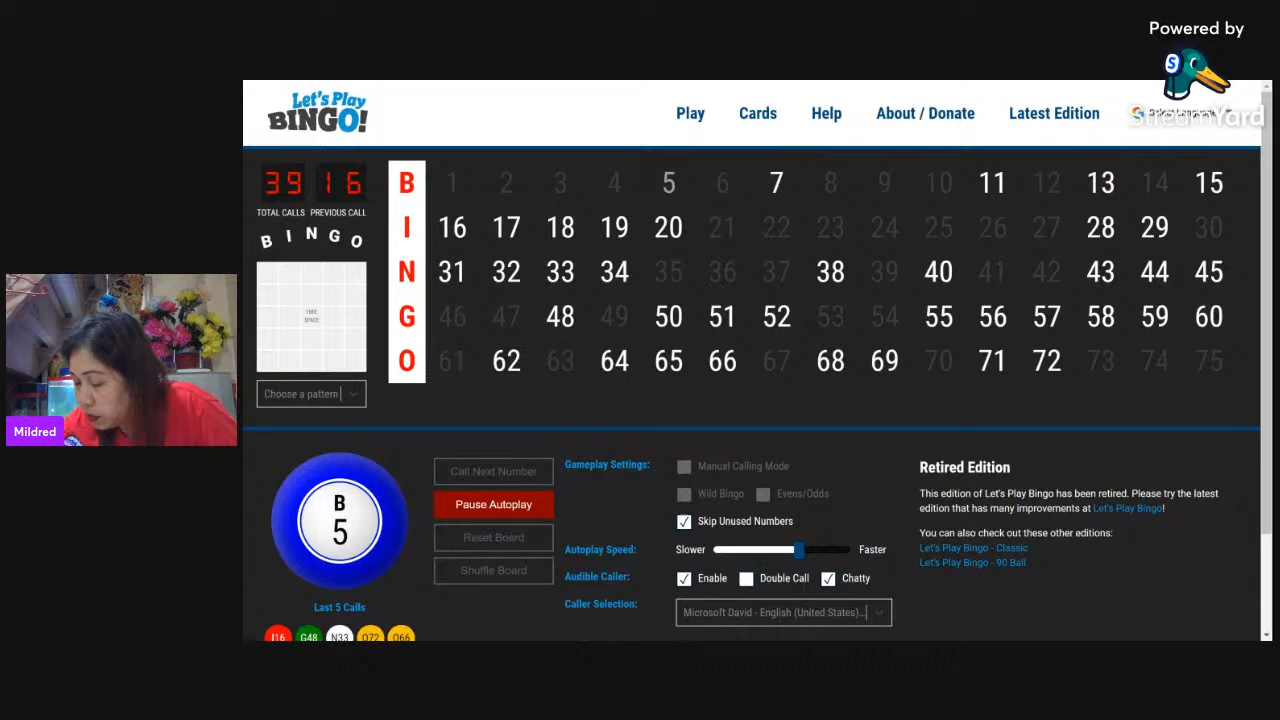 Powered by
StreamYard
Let's Play
BINGO!
Play
Cards
Help
About / Donate
Latest Edition
Select Language
39 16
TOTAL CALLS PREVIOUS CALL
B I N G O
FREE
SPACE
Choose a pattern
B 1 2 3 4 5 6 7 8 9 10 11 12 13 14 15
I 16 17 18 19 20 21 22 23 24 25 26 27 28 29 30
N 31 32 33 34 35 36 37 38 39 40 41 42 43 44 45
G 46 47 48 49 50 51 52 53 54 55 56 57 58 59 60
O 61 62 63 64 65 66 67 68 69 70 71 72 73 74 75
Mildred
B
5
Last 5 Calls
I16 G48 N33 O72 O66
Call Next Number
Pause Autoplay
Reset Board
Shuffle Board
Gameplay Settings:
Manual Calling Mode
Wild Bingo
Evens/Odds
Skip Unused Numbers
Autoplay Speed:
Slower
Faster
Audible Caller:
Enable
Double Call
Chatty
Caller Selection:
Microsoft David - English (United States)...
Retired Edition
This edition of Let's Play Bingo has been retired. Please try the latest
edition that has many improvements at Let's Play Bingo!
You can also check out these other editions:
Let's Play Bingo - Classic
Let's Play Bingo - 90 Ball